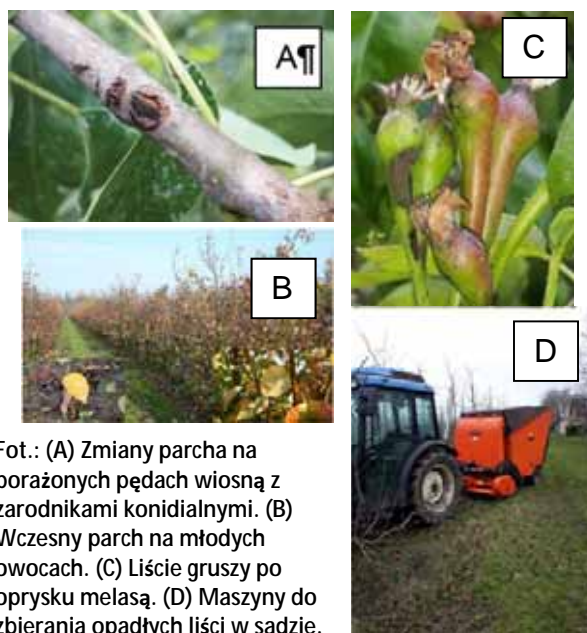 A¶
C
B
D
Fot.: (A) Zmiany parcha na
porażonych pędach wiosną z
zarodnikami konidialnymi. (B)
Wczesny parch na młodych
owocach. (C) Liście gruszy po
oprysku melasą. (D) Maszyny do
zbierania opadłych liści w sadzie.